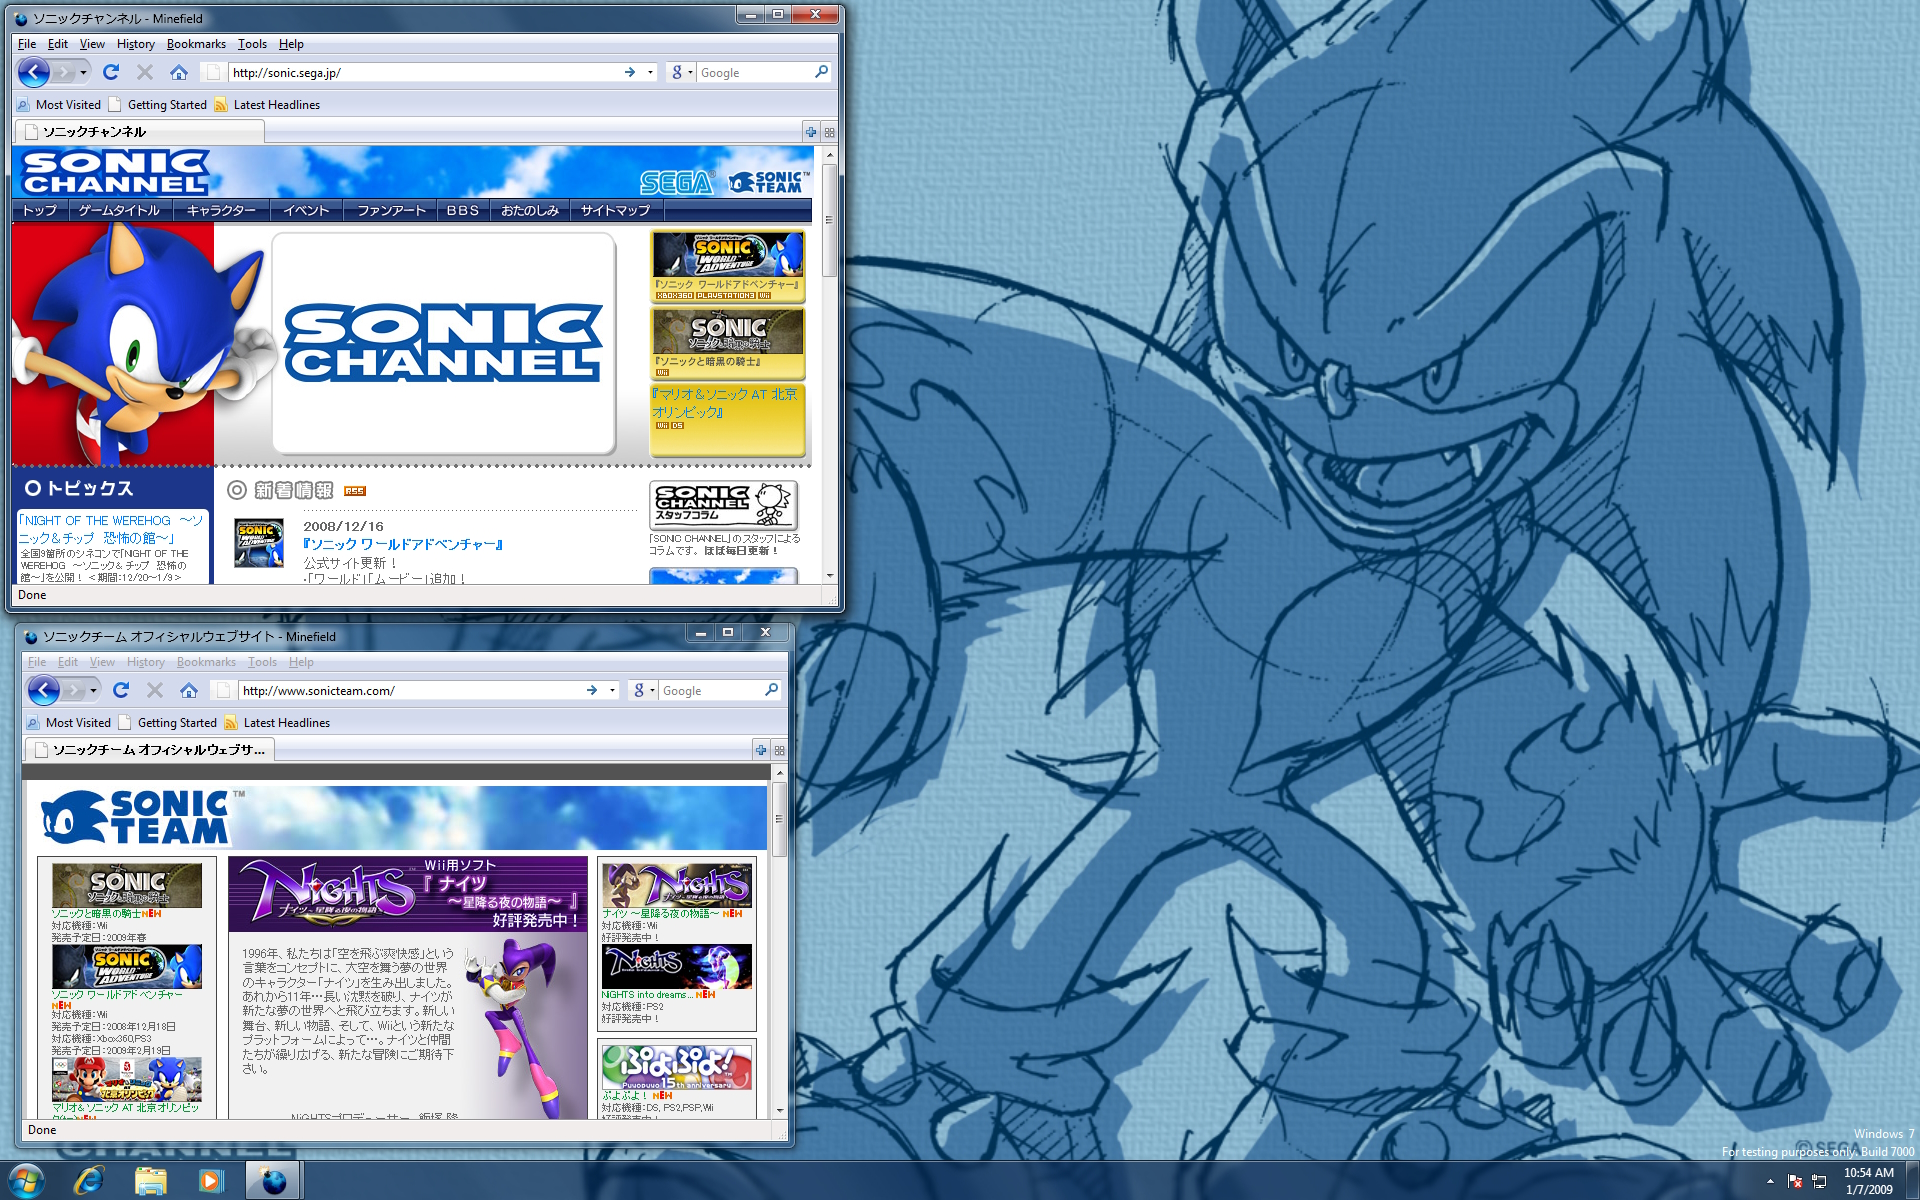 ソニックチャンネル - Minefield
File Edit View History Bookmarks Tools Help
http://sonic.sega.jp/
Google
Most Visited Getting Started Latest Headlines
ソニックチャンネル
SONIC CHANNEL
SEGA
SONIC TEAM
トップ ゲームタイトル キャラクター イベント ファンアート BBS おたのしみ サイトマップ
SONIC
CHANNEL
SONIC WORLD ADVENTURE
『ソニック ワールドアドベンチャー』
XBOX360 PLAYSTATION3 Wii
SONIC
ソニックと暗黒の騎士
『ソニックと暗黒の騎士』
Wii
『マリオ&ソニック AT 北京
オリンピック』
Wii DS
トピックス
「NIGHT OF THE WEREHOG ～ソ
ニック&チップ 恐怖の館～」
全国9箇所のシネコンで「NIGHT OF THE
WEREHOG ～ソニック& チップ 恐怖の
館～」を公開！ ＜期間:12/20～1/9＞
新着情報 RSS
2008/12/16
『ソニック ワールドアドベンチャー』
公式サイト更新！
・「ワールド」「ムービー」追加！
SONIC
CHANNEL
スタッフコラム
「SONIC CHANNEL」のスタッフによる
コラムです。ほぼ毎日更新！
Done
ソニックチーム オフィシャルウェブサイト - Minefield
File Edit View History Bookmarks Tools Help
http://www.sonicteam.com/
Google
Most Visited Getting Started Latest Headlines
ソニックチーム オフィシャルウェブサ...
SONIC TEAM TM
SONIC
ソニックと暗黒の騎士
ソニックと暗黒の騎士NEW
対応機種：Wii
発売予定日：2009年春
SONIC WORLD ADVENTURE
ソニック ワールドアドベンチャー
NEW
対応機種：Wii
発売予定日：2008年12月18日
対応機種：Xbox360,PS3
発売予定日：2009年2月19日
マリオ& ソニック AT 北京オリンピッ
NiGHTS
ナイツ～星降る夜の物語～
Wii用ソフト
『 ナイツ
～星降る夜の物語～ 』
好評発売中！
1996年、私たちは「空を飛ぶ爽快感」という
言葉をコンセプトに、大空を舞う夢の世界
のキャラクター「ナイツ」を生み出しました。
あれから11年…長い沈黙を破り、ナイツが
新たな夢の世界へと飛び立ちます。新しい
舞台、新しい物語、そして、Wiiという新たな
プラットフォームによって…。ナイツと仲間
たちが繰り広げる、新たな冒険にご期待下
さい。
NiGHTSプロデューサー 飯塚 隆
NiGHTS
ナイツ ～星降る夜の物語～ NEW
対応機種：Wii
好評発売中！
NiGHTS
NiGHTS into dreams... NEW
対応機種：PS2
好評発売中！
ぷよぷよ！
Puyopuyo 15th anniversary
ぷよぷよ！ NEW
対応機種：DS, PS2,PSP,Wii
Done
CHANNEL
© SEGA
Windows 7
For testing purposes only. Build 7000
10:54 AM
1/7/2009